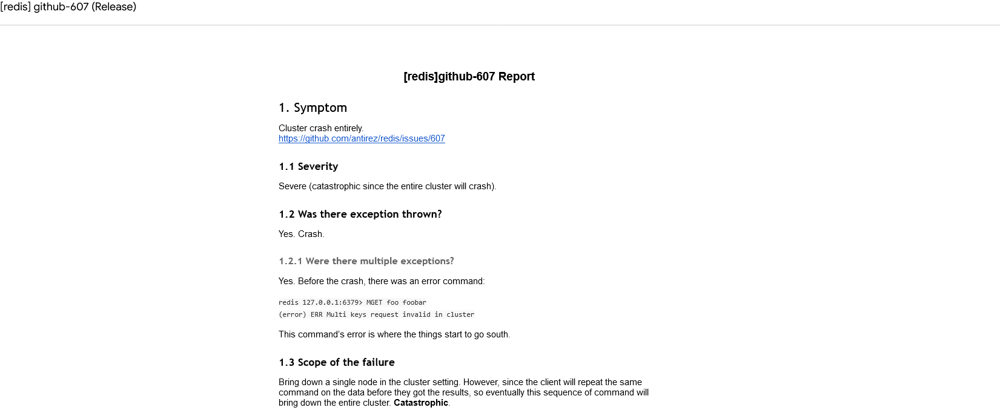 [redis] github-607 (Release)
[redis]github-607 Report
1. Symptom
Cluster crash entirely.
https://github.com/antirez/redis/issues/607
1.1 Severity
Severe (catastrophic since the entire cluster will crash).
1.2 Was there exception thrown?
Yes. Crash.
1.2.1 Were there multiple exceptions?
Yes. Before the crash, there was an error command:
redis 127.0.0.1:6379> MGET foo foobar
(error) ERR Multi keys request invalid in cluster
This command’s error is where the things start to go south.
1.3 Scope of the failure
Bring down a single node in the cluster setting. However, since the client will repeat the same
command on the data before they got the results, so eventually this sequence of command will
bring down the entire cluster. Catastrophic.